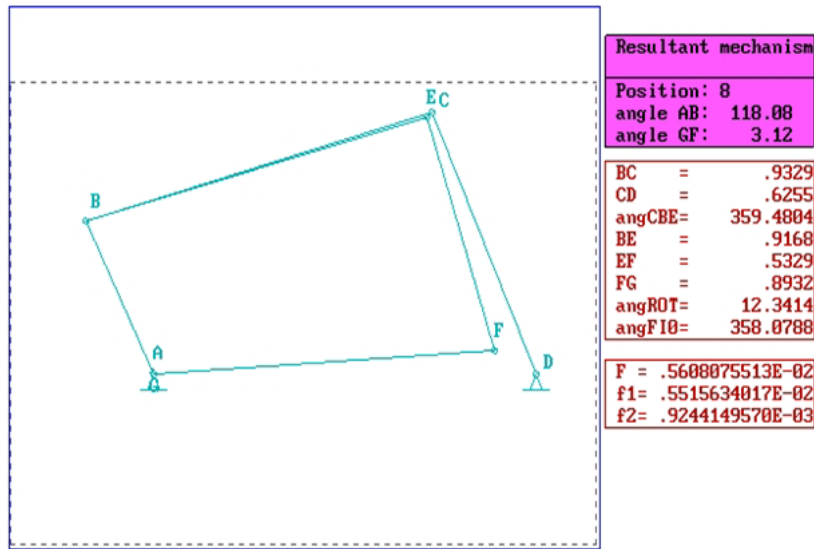 Resultant mechanism
Position: 8
angle AB: 118.08
angle GF: 3.12
BC = .9329
CD = .6255
angCBE= 359.4804
BE = .9168
EF = .5329
FG = .8932
angROT= 12.3414
angFI0= 358.0788
F = .5608075513E-02
f1= .5515634017E-02
f2= .9244149570E-03
E C
B
F
A
D
G